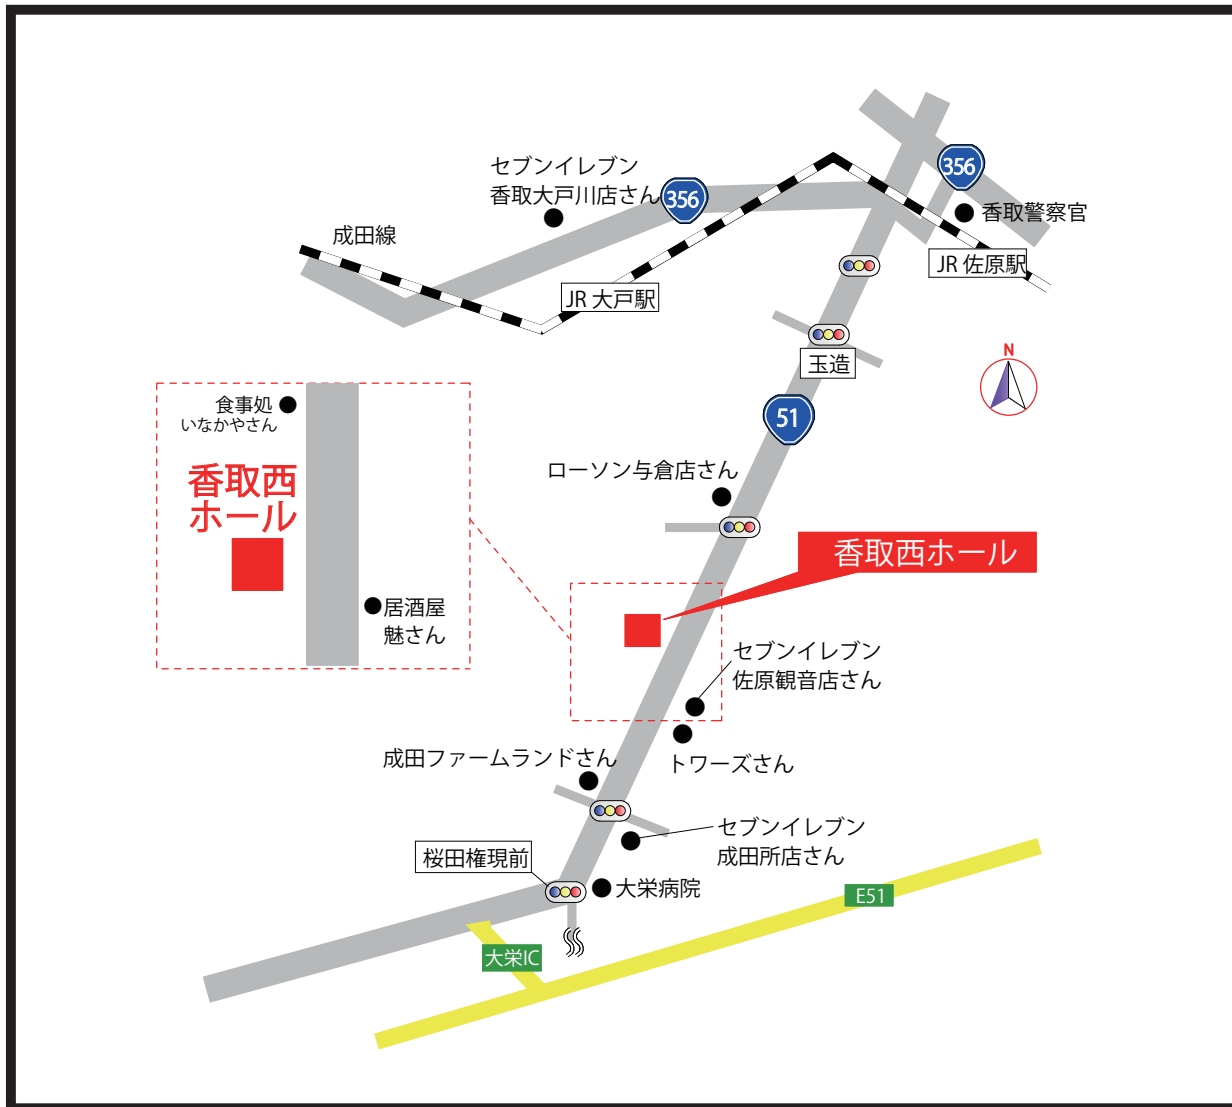 セブンイレブン
香取大戸川店さん
356
356
香取警察官
成田線
JR 佐原駅
JR 大戸駅
N
玉造
51
食事処
いなかやさん
香取西
ホール
居酒屋
魅さん
ローソン与倉店さん
香取西ホール
セブンイレブン
佐原観音店さん
トワーズさん
成田ファームランドさん
セブンイレブン
成田所店さん
桜田権現前
大栄病院
E51
大栄IC